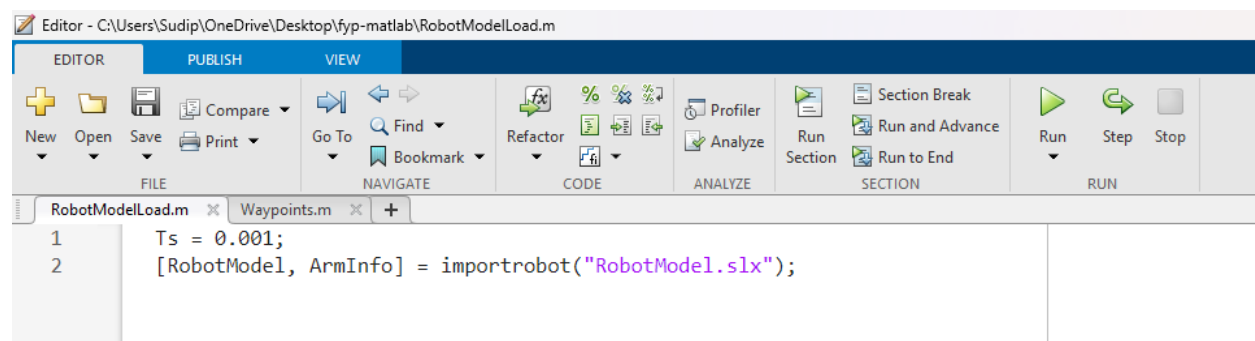 Editor - C:\Users\Sudip\OneDrive\Desktop\fyp-matlab\RobotModelLoad.m
EDITOR PUBLISH VIEW
New
Open
Save
Compare
Print
FILE
Go To
Find
Bookmark
NAVIGATE
Refactor
CODE
Profiler
Analyze
ANALYZE
Run
Section
Section Break
Run and Advance
Run to End
SECTION
Run
Step
Stop
RUN
RobotModelLoad.m Waypoints.m
1 Ts = 0.001;
2 [RobotModel, ArmInfo] = importrobot("RobotModel.slx");